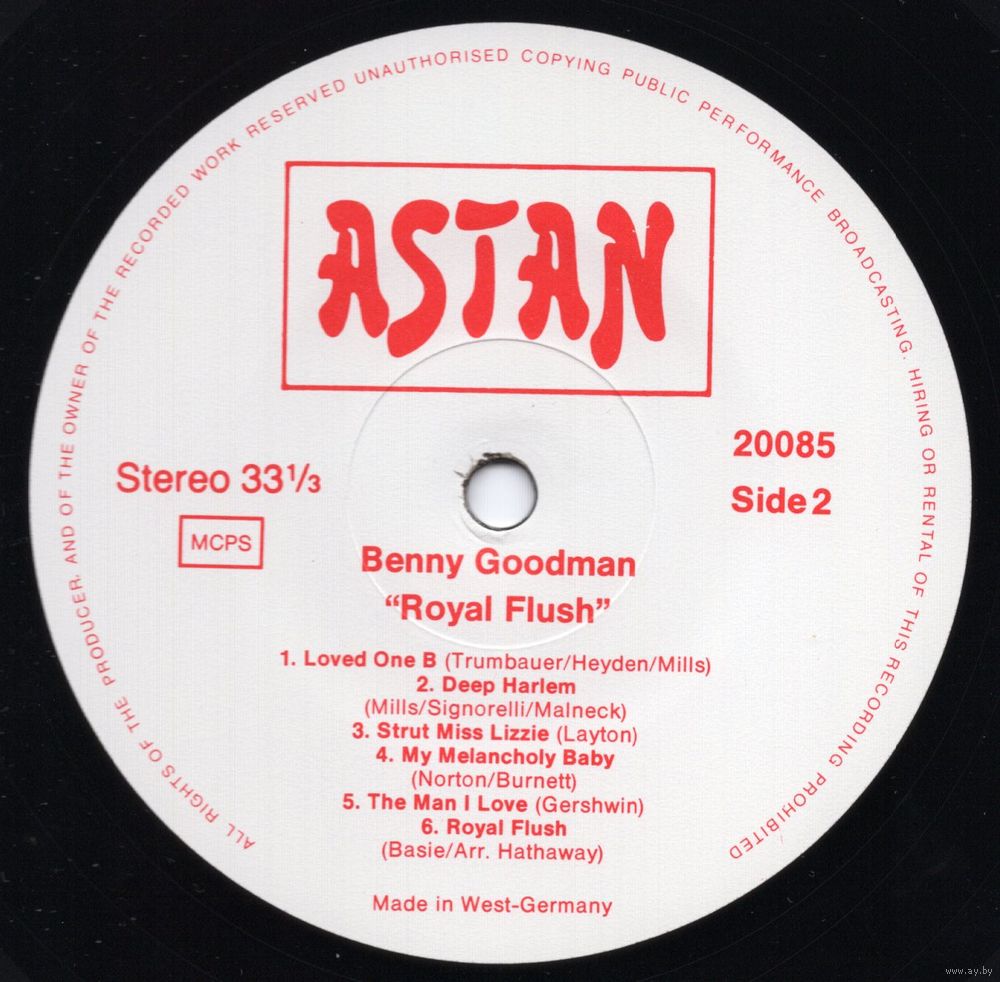 ALL RIGHTS OF THE PRODUCER. AND OF THE OWNER OF THE RECORDED WORK RESERVED UNAUTHORISED COPYING PUBLIC PERFORMANCE BROADCASTING. HIRING OR RENTAL OF THIS RECORDING PROHIBITED
ASTAN
Stereo 33⅓
MCPS
20085
Side 2
Benny Goodman
“Royal Flush”
1. Loved One B (Trumbauer/Heyden/Mills)
2. Deep Harlem
(Mills/Signorelli/Malneck)
3. Strut Miss Lizzie (Layton)
4. My Melancholy Baby
(Norton/Burnett)
5. The Man I Love (Gershwin)
6. Royal Flush
(Basie/Arr. Hathaway)
Made in West-Germany
www.ay.by